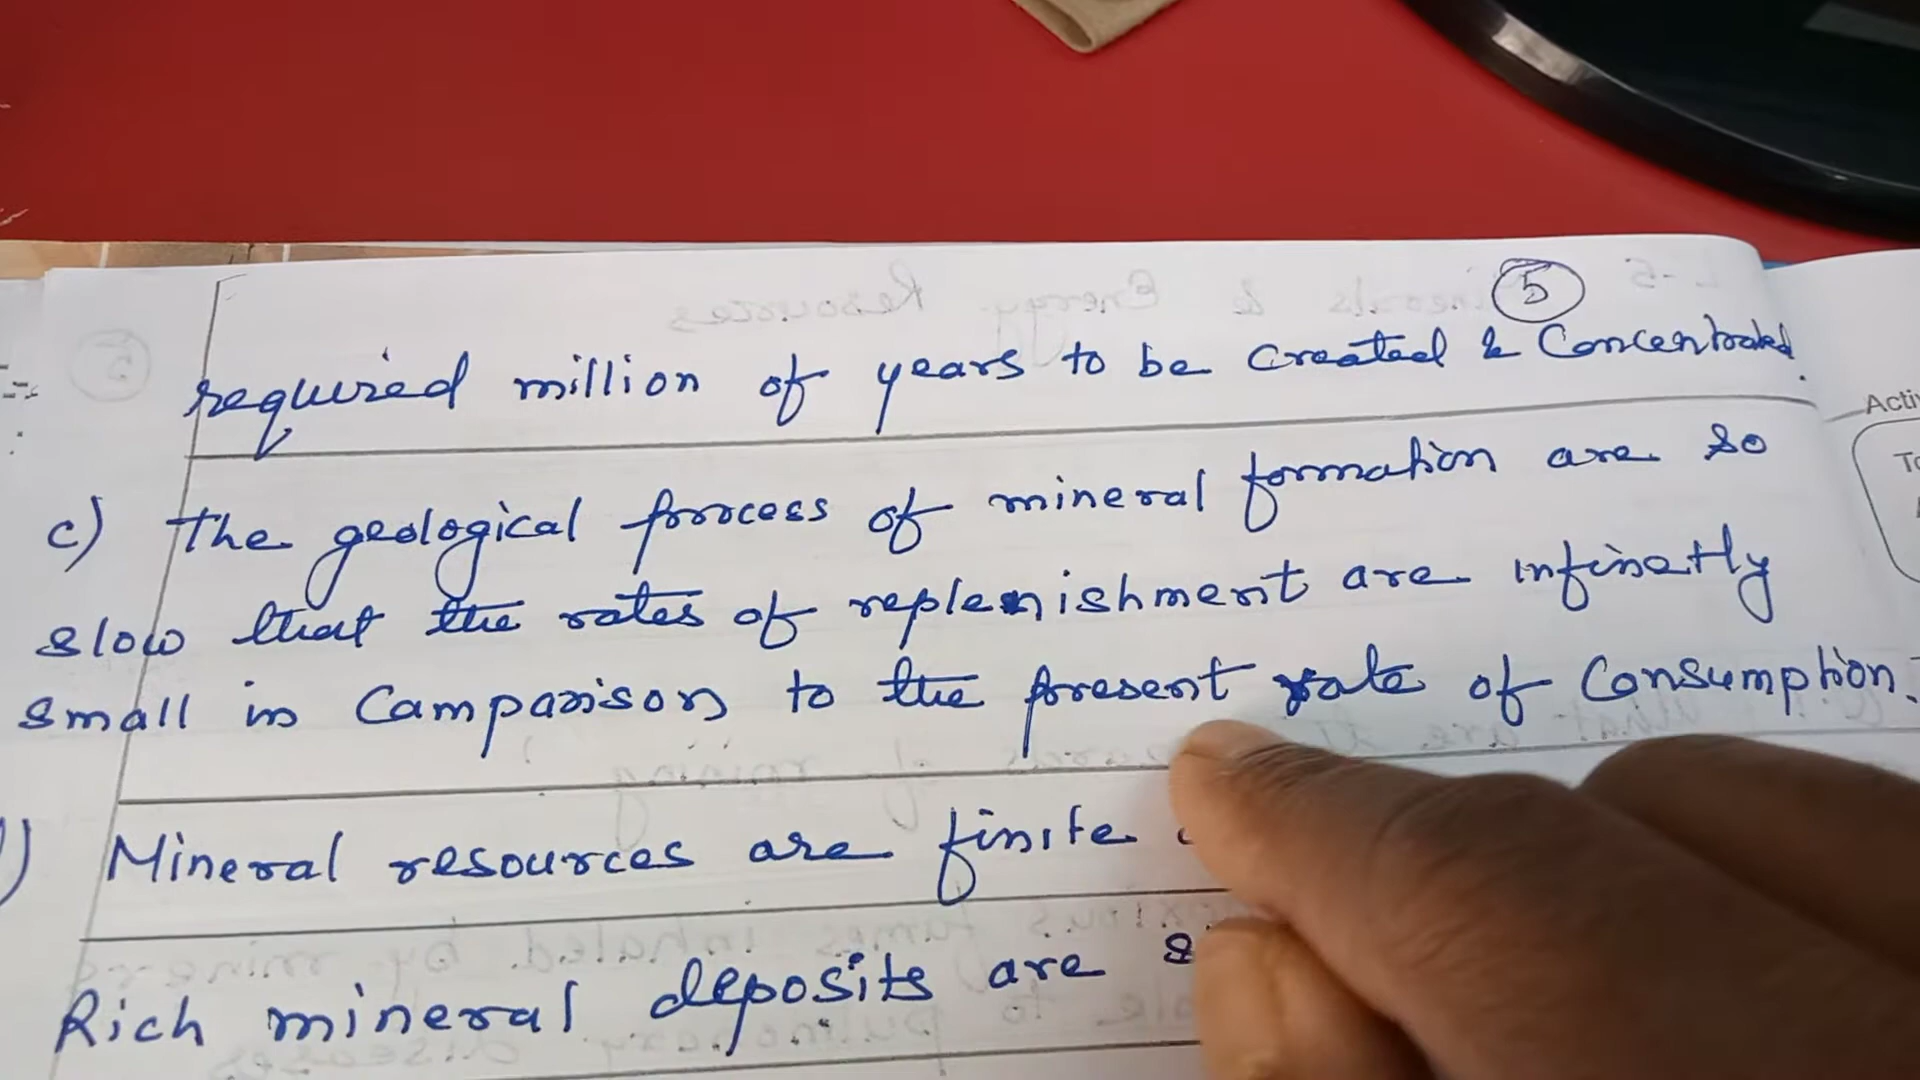 5
required million of years to be created & Concentrated.
c) The geological process of mineral formation are so
slow that the rates of replenishment are infinatly
small in Camparison to the present rate of Consumption.
) Mineral resources are finite
Rich mineral deposits are
Acti